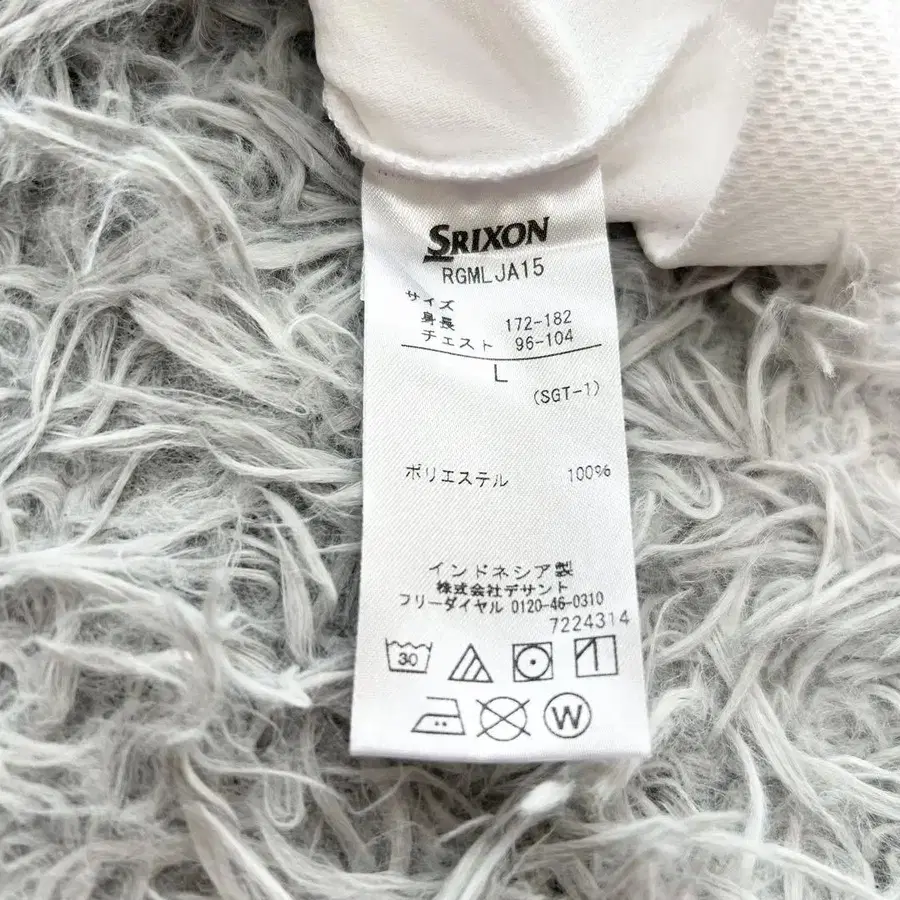 SRIXON
RGMLJA15
サイズ
身長 172-182
チェスト 96-104
L
(SGT-1)
ポリエステル 100%
インドネシア製
株式会社デサント
フリーダイヤル 0120-46-0310
7224314
30
W